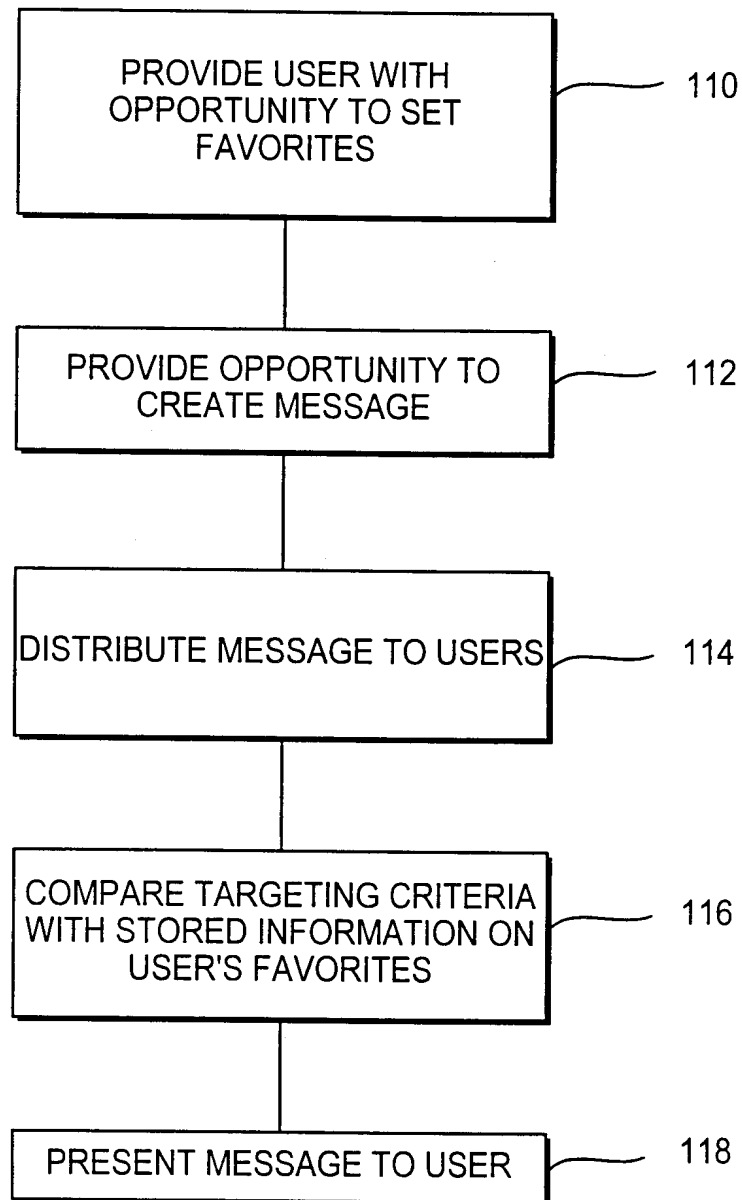 PROVIDE USER WITH
OPPORTUNITY TO SET
FAVORITES
110
PROVIDE OPPORTUNITY TO
CREATE MESSAGE
112
DISTRIBUTE MESSAGE TO USERS
114
COMPARE TARGETING CRITERIA
WITH STORED INFORMATION ON
USER'S FAVORITES
116
PRESENT MESSAGE TO USER
118